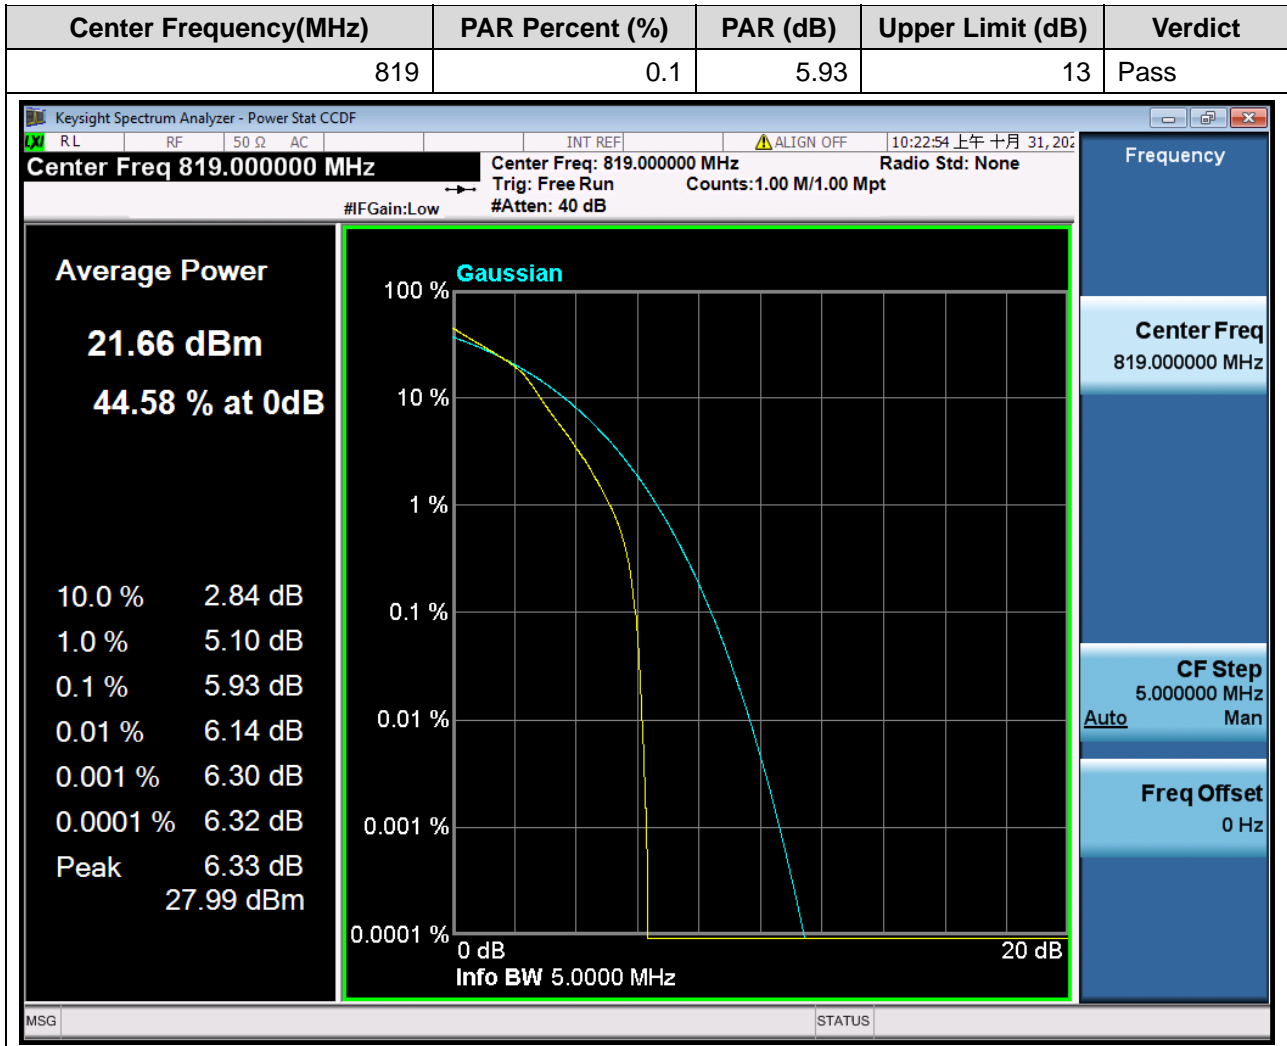 Center Frequency(MHz) PAR Percent (%) PAR (dB) Upper Limit (dB) Verdict
819 0.1 5.93 13 Pass
Keysight Spectrum Analyzer - Power Stat CCDF
LXI RL RF 50 Ω AC INT REF ALIGN OFF 10:22:54 上午 十月 31, 202
Center Freq 819.000000 MHz
Center Freq: 819.000000 MHz Radio Std: None
Trig: Free Run Counts:1.00 M/1.00 Mpt
#IFGain:Low #Atten: 40 dB
Average Power
21.66 dBm
44.58 % at 0dB
10.0 % 2.84 dB
1.0 % 5.10 dB
0.1 % 5.93 dB
0.01 % 6.14 dB
0.001 % 6.30 dB
0.0001 % 6.32 dB
Peak 6.33 dB
27.99 dBm
Gaussian
100 %
10 %
1 %
0.1 %
0.01 %
0.001 %
0.0001 %
0 dB 20 dB
Info BW 5.0000 MHz
Frequency
Center Freq
819.000000 MHz
CF Step
5.000000 MHz
Auto Man
Freq Offset
0 Hz
MSG STATUS